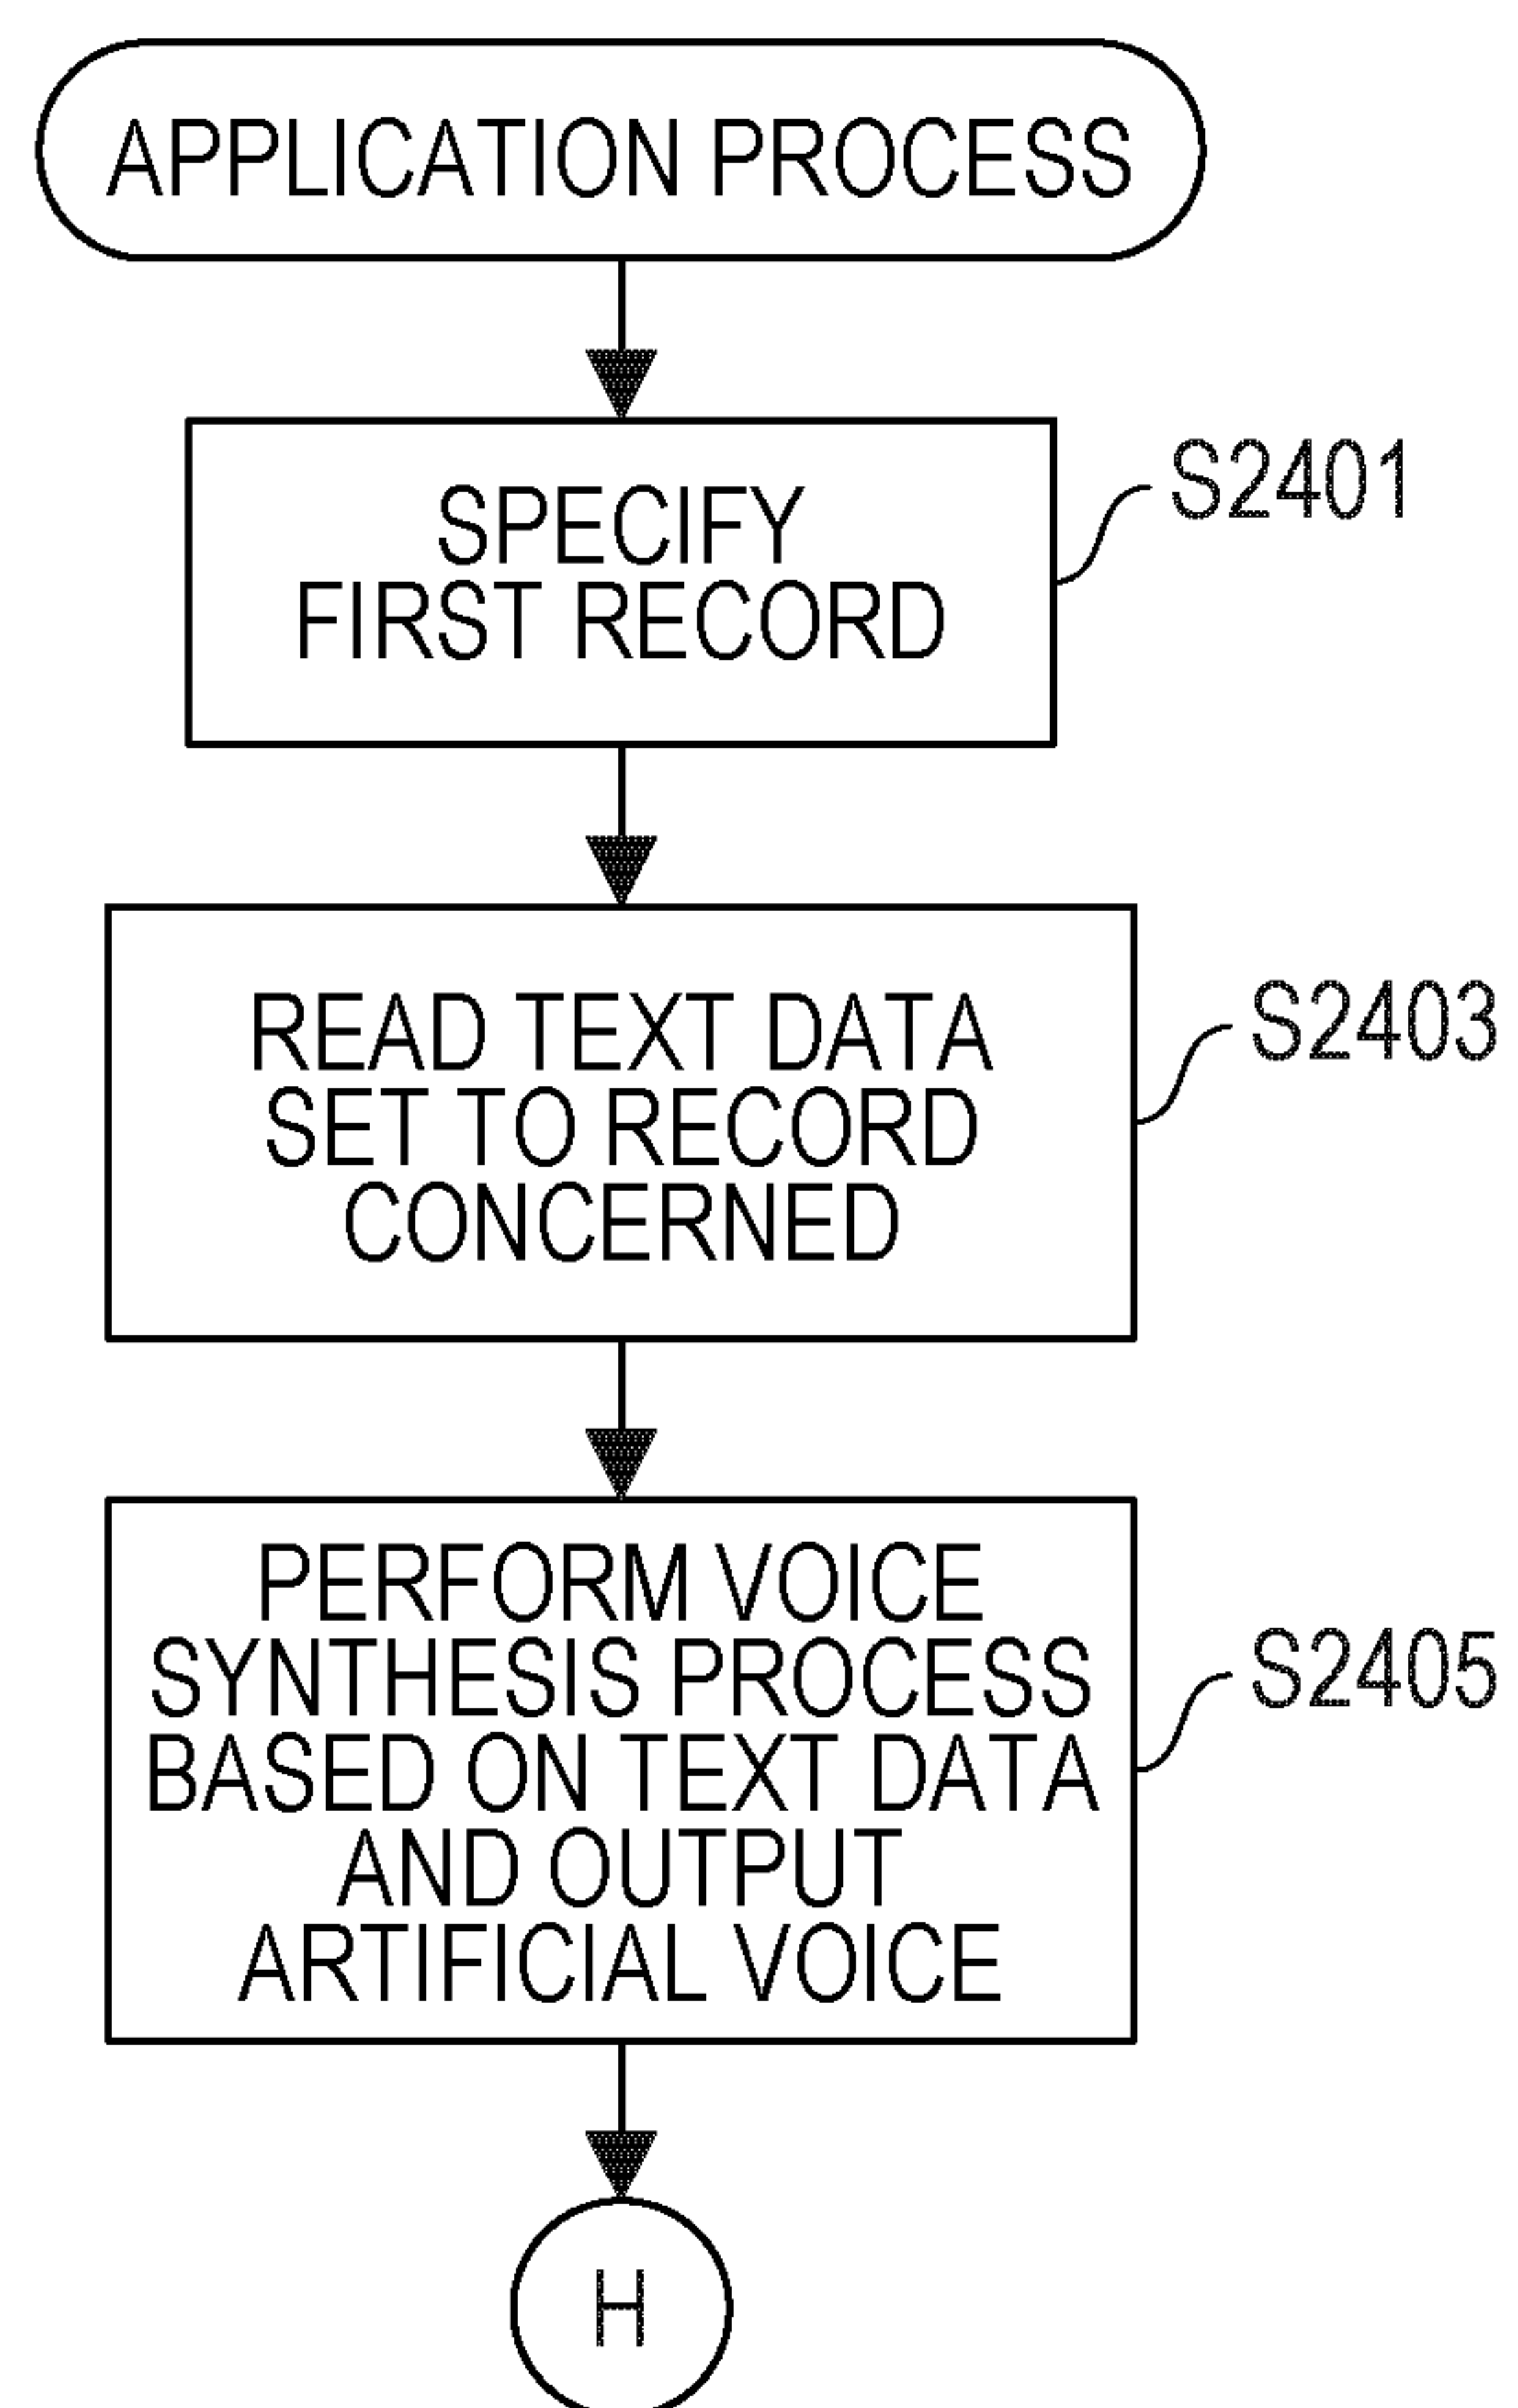 APPLICATION PROCESS
SPECIFY
FIRST RECORD
S2401
READ TEXT DATA
SET TO RECORD
CONCERNED
S2403
PERFORM VOICE
SYNTHESIS PROCESS
BASED ON TEXT DATA
AND OUTPUT
ARTIFICIAL VOICE
S2405
H